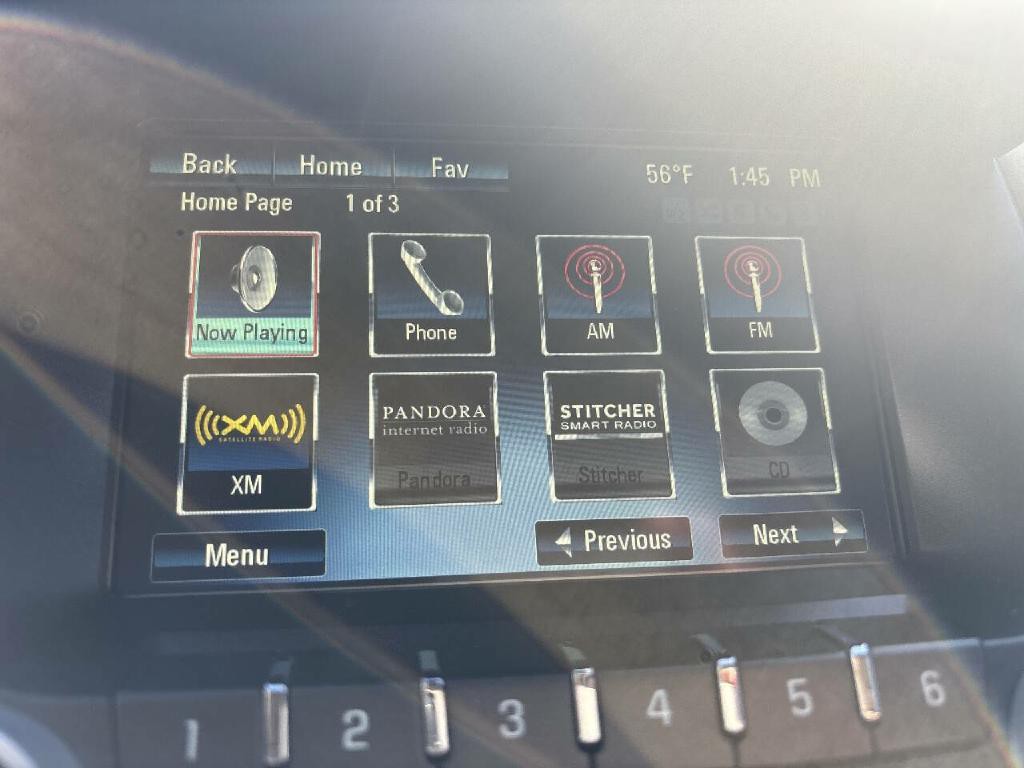 Back Home Fav 56°F 1:45 PM
Home Page 1 of 3
Now Playing Phone AM FM
XM
SATELLITE RADIO
XM
PANDORA
internet radio
Pandora
STITCHER
SMART RADIO
Stitcher
CD
Menu Previous Next
1 2 3 4 5 6